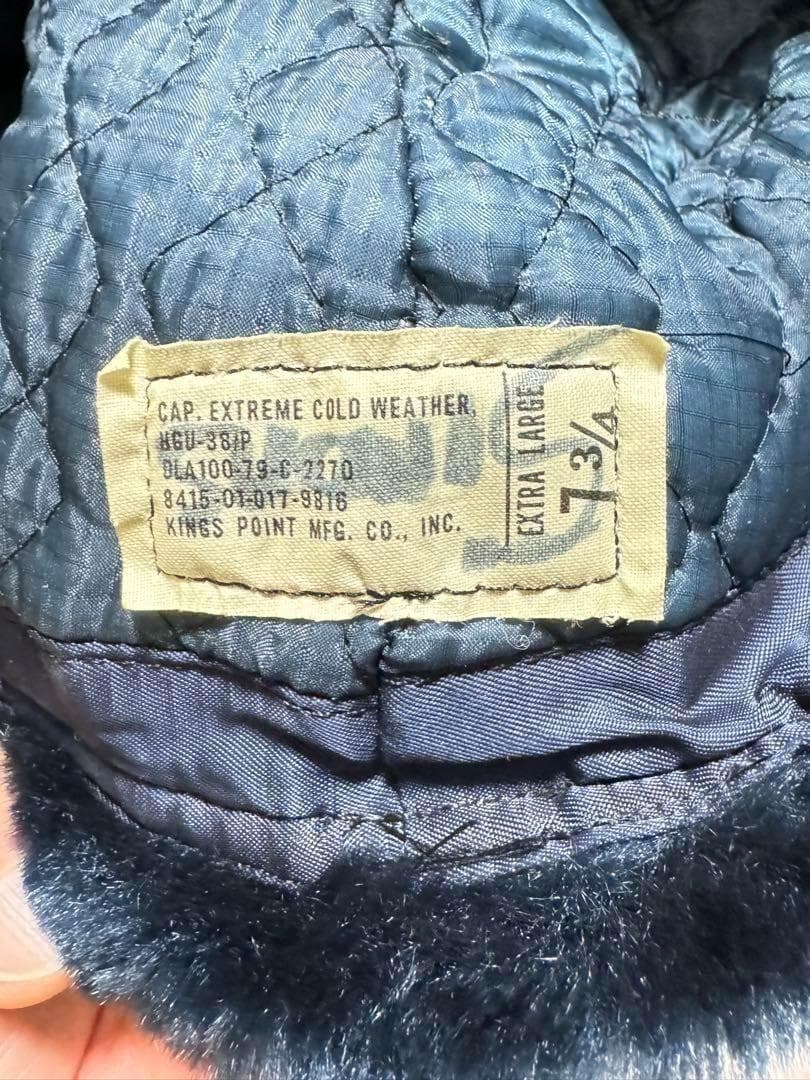 CAP, EXTREME COLD WEATHER,
HGU-38/P
DLA100-79-C-2270
8415-01-017-9816
KINGS POINT MFG. CO., INC.
EXTRA LARGE
7 3/4